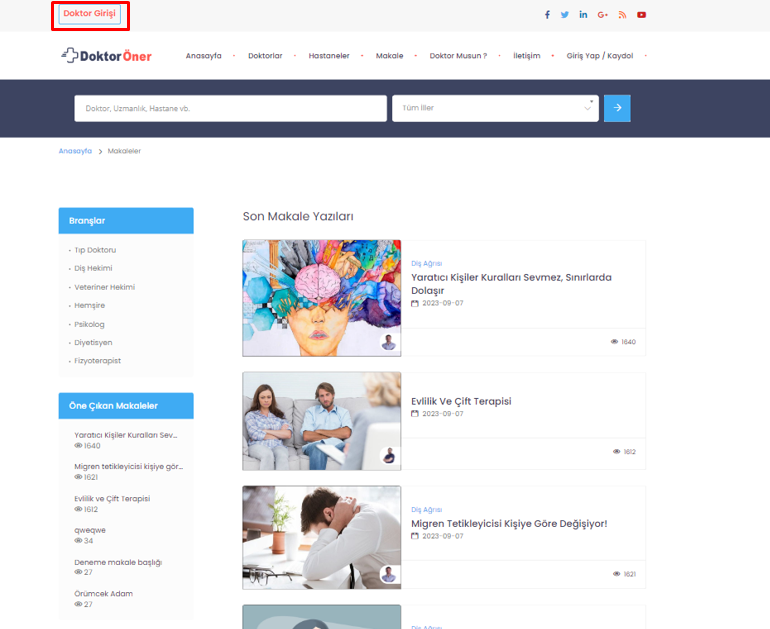 Doktor Girişi
DoktorÖner
Anasayfa
Doktorlar
Hastaneler
Makale
Doktor Musun ?
İletişim
Giriş Yap / Kaydol
Doktor, Uzmanlık, Hastane vb.
Tüm İller
Anasayfa > Makaleler
Branşlar
Tıp Doktoru
Diş Hekimi
Veteriner Hekimi
Hemşire
Psikolog
Diyetisyen
Fizyoterapist
Öne Çıkan Makaleler
Yaratıcı Kişiler Kuralları Sev...
1640
Migren tetikleyicisi kişiye gör...
1621
Evlilik ve Çift Terapisi
1612
qweqwe
34
Deneme makale başlığı
27
Örümcek Adam
27
Son Makale Yazıları
Diş Ağrısı
Yaratıcı Kişiler Kuralları Sevmez, Sınırlarda
Dolaşır
2023-09-07
1640
Evlilik Ve Çift Terapisi
2023-09-07
1612
Diş Ağrısı
Migren Tetikleyicisi Kişiye Göre Değişiyor!
2023-09-07
1621
Diş Ağrısı